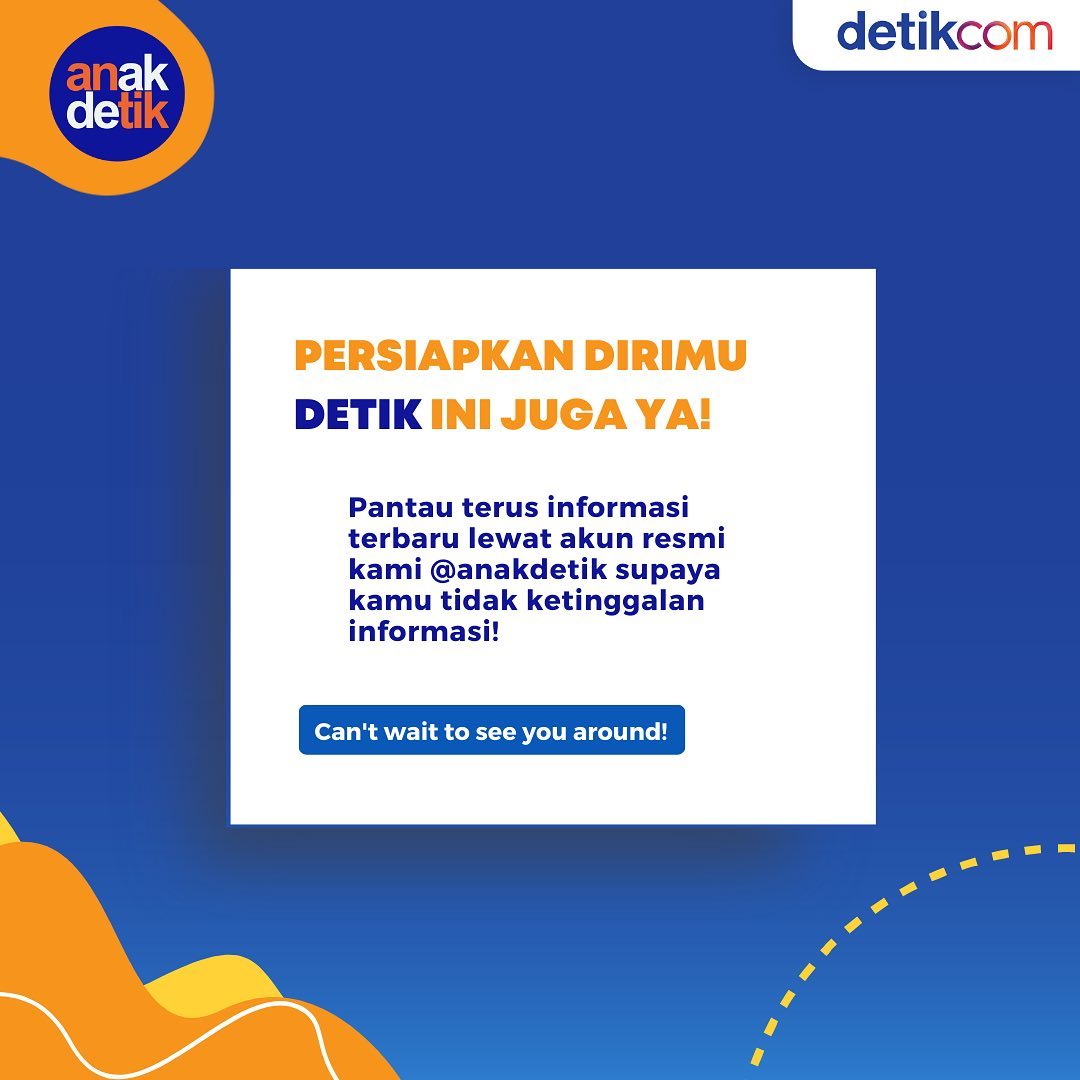 anak
detik
detikcom
PERSIAPKAN DIRIMU
DETIK INI JUGA YA!
Pantau terus informasi
terbaru lewat akun resmi
kami @anakdetik supaya
kamu tidak ketinggalan
informasi!
Can't wait to see you around!